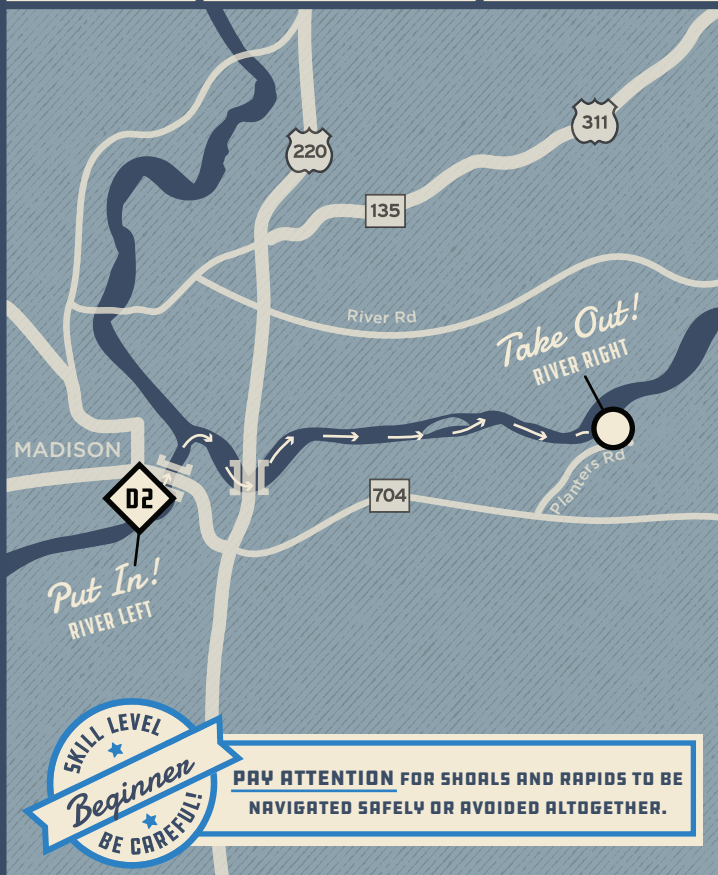 311
220
135
River Rd
Take Out!
RIVER RIGHT
MADISON
Planters Rd
D2
704
Put In!
RIVER LEFT
SKILL LEVEL
Beginner
BE CAREFUL!
PAY ATTENTION FOR SHOALS AND RAPIDS TO BE
NAVIGATED SAFELY OR AVOIDED ALTOGETHER.